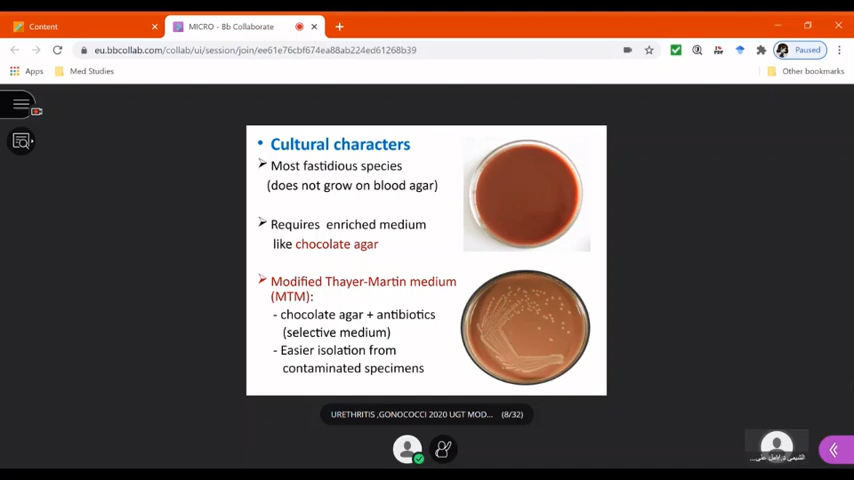 Content
MICRO - Bb Collaborate
eu.bbcollab.com/collab/ui/session/join/ee61e76cbf674ea88ab224ed61268b39
Paused
Apps
Med Studies
Other bookmarks
• Cultural characters
➢ Most fastidious species
(does not grow on blood agar)
➢ Requires enriched medium
like chocolate agar
➢ Modified Thayer-Martin medium
(MTM):
- chocolate agar + antibiotics
(selective medium)
- Easier isolation from
contaminated specimens
URETHRITIS ,GONOCOCCI 2020 UGT MOD... (8/32)